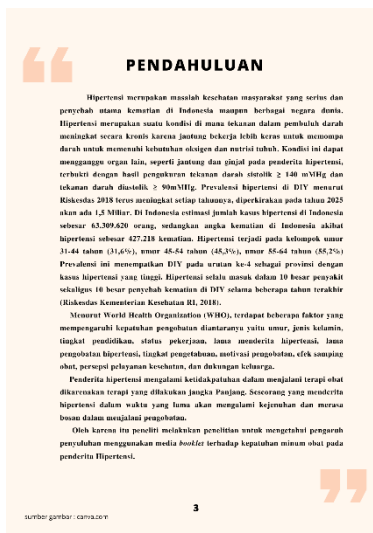 PENDAHULUAN
Hipertensi merupakan masalah kesehatan masyarakat yang serius dan
penyebab utama kematian di Indonesia maupun berbagai negara dunia.
Hipertensi merupakan suatu kondisi di mana tekanan dalam pembuluh darah
meningkat secara kronis karena jantung bekerja lebih keras untuk memompa
darah untuk memenuhi kebutuhan oksigen dan nutrisi tubuh. Kondisi ini dapat
mengganggu organ lain, seperti jantung dan ginjal pada penderita hipertensi,
terbukti dengan hasil pengukuran tekanan darah sistolik ≥ 140 mMHg dan
tekanan darah diastolik ≥ 90mMHg. Prevalensi hipertensi di DIY menurut
Riskesdas 2018 terus meningkat setiap tahunnya, diperkirakan pada tahun 2025
akan ada 1,5 Miliar. Di Indonesia estimasi jumlah kasus hipertensi di Indonesia
sebesar 63.309.620 orang, sedangkan angka kematian di Indonesia akibat
hipertensi sebesar 427.218 kematian. Hipertensi terjadi pada kelompok umur
31-44 tahun (31,6%), umur 45-54 tahun (45,3%), umur 55-64 tahun (55,2%)
Prevalensi ini menempatkan DIY pada urutan ke-4 sebagai provinsi dengan
kasus hipertensi yang tinggi. Hipertensi selalu masuk dalam 10 besar penyakit
sekaligus 10 besar penyebab kematian di DIY selama beberapa tahun terakhir
(Riskesdas Kementerian Kesehatan RI, 2018).
Menurut World Health Organization (WHO), terdapat beberapa faktor yang
mempengaruhi kepatuhan pengobatan diantaranya yaitu umur, jenis kelamin,
tingkat pendidikan, status pekerjaan, lama menderita hipertensi, lama
pengobatan hipertensi, tingkat pengetahuan, motivasi pengobatan, efek samping
obat, persepsi pelayanan kesehatan, dan dukungan keluarga.
Penderita hipertensi mengalami ketidakpatuhan dalam menjalani terapi obat
dikarenakan terapi yang dilakukan jangka Panjang. Seseorang yang menderita
hipertensi dalam waktu yang lama akan mengalami kejenuhan dan merasa
bosan dalam menjalani pengobatan.
Oleh karena itu peneliti melakukan penelitian untuk mengetahui pengaruh
penyuluhan menggunakan media booklet terhadap kepatuhan minum obat pada
penderita Hipertensi.
3
sumber gambar : canva.com